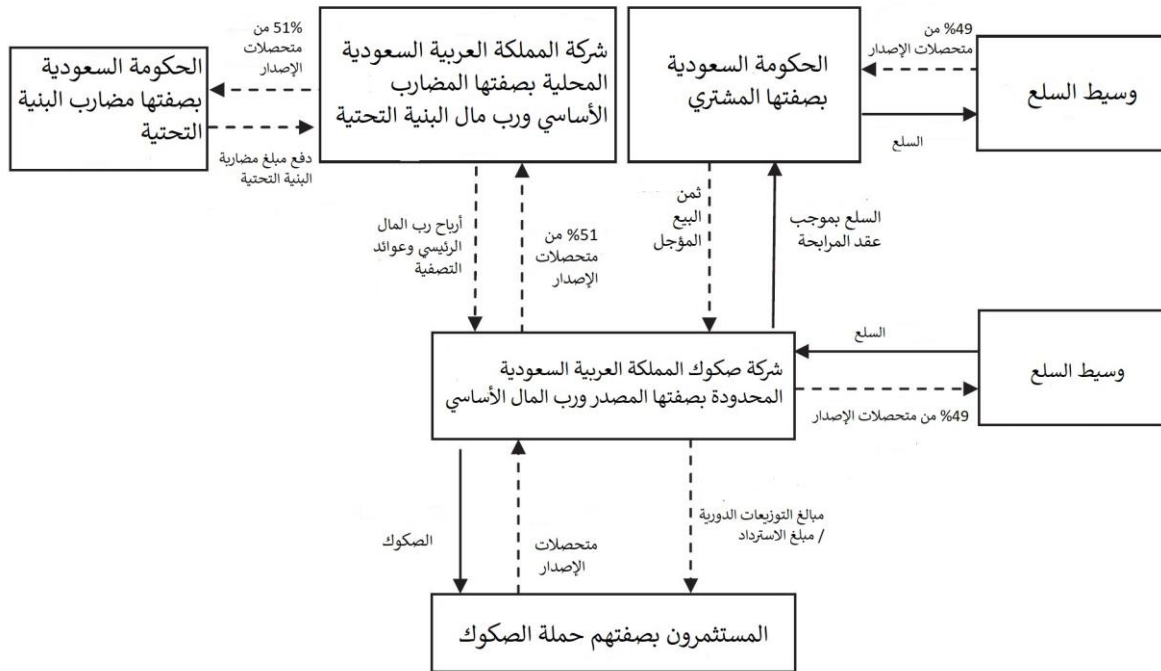 51% من
متحصلات
الإصدار
%49 من
متحصلات الإصدار
وسيط السلع
الحكومة السعودية
بصفتها المشتري
شركة المملكة العربية السعودية
المحلية بصفتها المضارب
الأساسي ورب مال البنية التحتية
الحكومة السعودية
بصفتها مضارب البنية
التحتية
السلع
دفع مبلغ مضاربة
البنية التحتية
السلع بموجب
عقد المرابحة
ثمن
البيع
المؤجل
%51 من
متحصلات
الإصدار
أرباح رب المال
الرئيسي وعوائد
التصفية
السلع
وسيط السلع
شركة صكوك المملكة العربية السعودية
المحدودة بصفتها المصدر ورب المال الأساسي
%49 من متحصلات الإصدار
مبالغ التوزيعات الدورية
/ مبلغ الاسترداد
متحصلات
الإصدار
الصكوك
المستثمرون بصفتهم حملة الصكوك